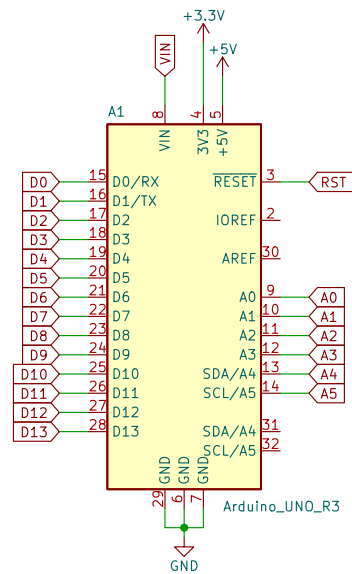 +3.3V
+5V
VIN
A1
8 4 5
VIN 3V3 +5V
D0 15 D0/RX RESET 3 RST
D1 16 D1/TX
D2 17 D2 IOREF 2
D3 18 D3
D4 19 D4 AREF 30
D5 20 D5
D6 21 D6 A0 9 A0
D7 22 D7 A1 10 A1
D8 23 D8 A2 11 A2
D9 24 D9 A3 12 A3
D10 25 D10 SDA/A4 13 A4
D11 26 D11 SCL/A5 14 A5
D12 27 D12
D13 28 D13 SDA/A4 31
SCL/A5 32
GND GND GND
29 6 7
Arduino_UNO_R3
GND